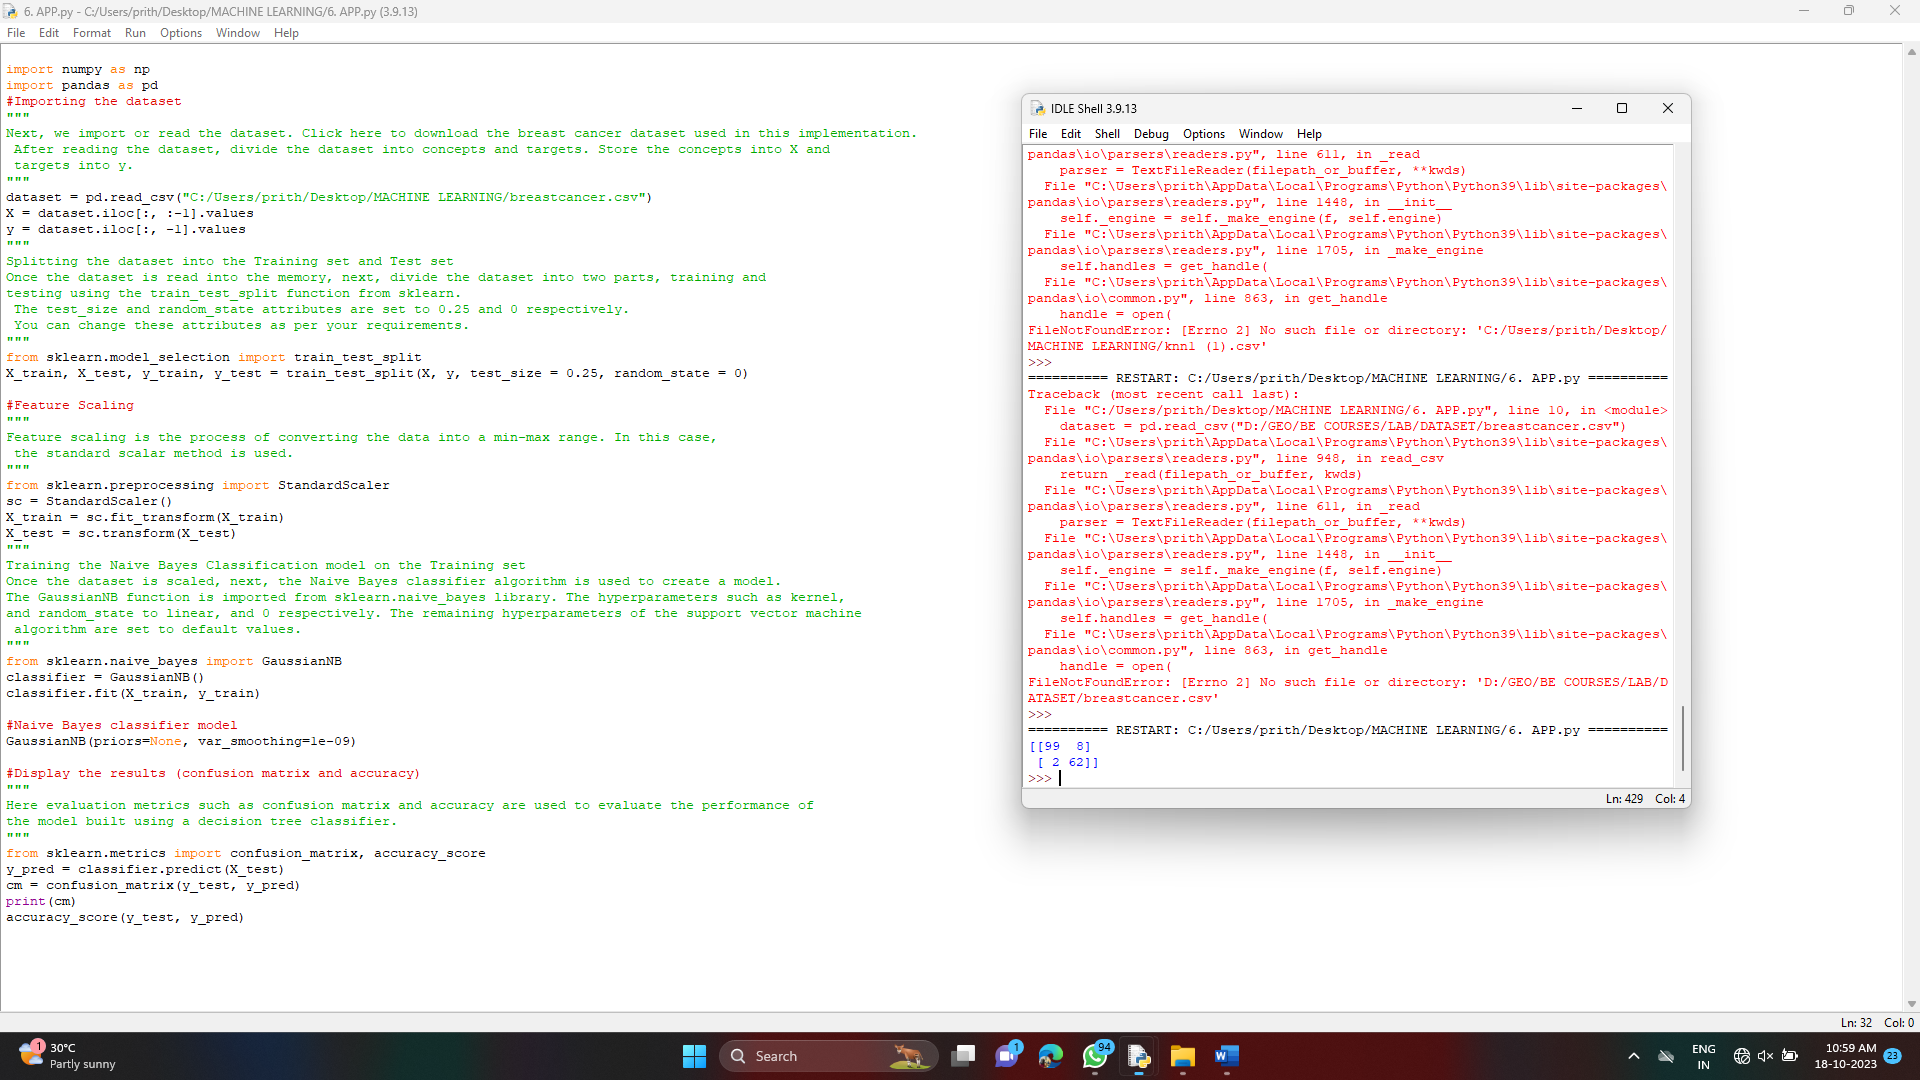 6. APP.py - C:/Users/prith/Desktop/MACHINE LEARNING/6. APP.py (3.9.13)
File Edit Format Run Options Window Help
import numpy as np
import pandas as pd
#Importing the dataset
"""
Next, we import or read the dataset. Click here to download the breast cancer dataset used in this implementation.
 After reading the dataset, divide the dataset into concepts and targets. Store the concepts into X and
 targets into y.
"""
dataset = pd.read_csv("C:/Users/prith/Desktop/MACHINE LEARNING/breastcancer.csv")
X = dataset.iloc[:, :-1].values
y = dataset.iloc[:, -1].values
"""
Splitting the dataset into the Training set and Test set
Once the dataset is read into the memory, next, divide the dataset into two parts, training and
testing using the train_test_split function from sklearn.
 The test_size and random_state attributes are set to 0.25 and 0 respectively.
 You can change these attributes as per your requirements.
"""
from sklearn.model_selection import train_test_split
X_train, X_test, y_train, y_test = train_test_split(X, y, test_size = 0.25, random_state = 0)
#Feature Scaling
"""
Feature scaling is the process of converting the data into a min-max range. In this case,
 the standard scalar method is used.
"""
from sklearn.preprocessing import StandardScaler
sc = StandardScaler()
X_train = sc.fit_transform(X_train)
X_test = sc.transform(X_test)
"""
Training the Naive Bayes Classification model on the Training set
Once the dataset is scaled, next, the Naive Bayes classifier algorithm is used to create a model.
The GaussianNB function is imported from sklearn.naive_bayes library. The hyperparameters such as kernel,
and random_state to linear, and 0 respectively. The remaining hyperparameters of the support vector machine
 algorithm are set to default values.
"""
from sklearn.naive_bayes import GaussianNB
classifier = GaussianNB()
classifier.fit(X_train, y_train)
#Naive Bayes classifier model
GaussianNB(priors=None, var_smoothing=1e-09)
#Display the results (confusion matrix and accuracy)
"""
Here evaluation metrics such as confusion matrix and accuracy are used to evaluate the performance of
the model built using a decision tree classifier.
"""
from sklearn.metrics import confusion_matrix, accuracy_score
y_pred = classifier.predict(X_test)
cm = confusion_matrix(y_test, y_pred)
print(cm)
accuracy_score(y_test, y_pred)
IDLE Shell 3.9.13
File Edit Shell Debug Options Window Help
pandas\io\parsers\readers.py", line 611, in _read
    parser = TextFileReader(filepath_or_buffer, **kwds)
  File "C:\Users\prith\AppData\Local\Programs\Python\Python39\lib\site-packages\
pandas\io\parsers\readers.py", line 1448, in __init__
    self._engine = self._make_engine(f, self.engine)
  File "C:\Users\prith\AppData\Local\Programs\Python\Python39\lib\site-packages\
pandas\io\parsers\readers.py", line 1705, in _make_engine
    self.handles = get_handle(
  File "C:\Users\prith\AppData\Local\Programs\Python\Python39\lib\site-packages\
pandas\io\common.py", line 863, in get_handle
    handle = open(
FileNotFoundError: [Errno 2] No such file or directory: 'C:/Users/prith/Desktop/
MACHINE LEARNING/knn1 (1).csv'
>>>
========== RESTART: C:/Users/prith/Desktop/MACHINE LEARNING/6. APP.py ==========
Traceback (most recent call last):
  File "C:/Users/prith/Desktop/MACHINE LEARNING/6. APP.py", line 10, in <module>
    dataset = pd.read_csv("D:/GEO/BE COURSES/LAB/DATASET/breastcancer.csv")
  File "C:\Users\prith\AppData\Local\Programs\Python\Python39\lib\site-packages\
pandas\io\parsers\readers.py", line 948, in read_csv
    return _read(filepath_or_buffer, kwds)
  File "C:\Users\prith\AppData\Local\Programs\Python\Python39\lib\site-packages\
pandas\io\parsers\readers.py", line 611, in _read
    parser = TextFileReader(filepath_or_buffer, **kwds)
  File "C:\Users\prith\AppData\Local\Programs\Python\Python39\lib\site-packages\
pandas\io\parsers\readers.py", line 1448, in __init__
    self._engine = self._make_engine(f, self.engine)
  File "C:\Users\prith\AppData\Local\Programs\Python\Python39\lib\site-packages\
pandas\io\parsers\readers.py", line 1705, in _make_engine
    self.handles = get_handle(
  File "C:\Users\prith\AppData\Local\Programs\Python\Python39\lib\site-packages\
pandas\io\common.py", line 863, in get_handle
    handle = open(
FileNotFoundError: [Errno 2] No such file or directory: 'D:/GEO/BE COURSES/LAB/D
ATASET/breastcancer.csv'
>>>
========== RESTART: C:/Users/prith/Desktop/MACHINE LEARNING/6. APP.py ==========
[[99  8]
 [ 2 62]]
>>>
Ln: 429 Col: 4
Ln: 32 Col: 0
1
30°C
Partly sunny
Search
1
94
ENG
IN
10:59 AM
18-10-2023
23